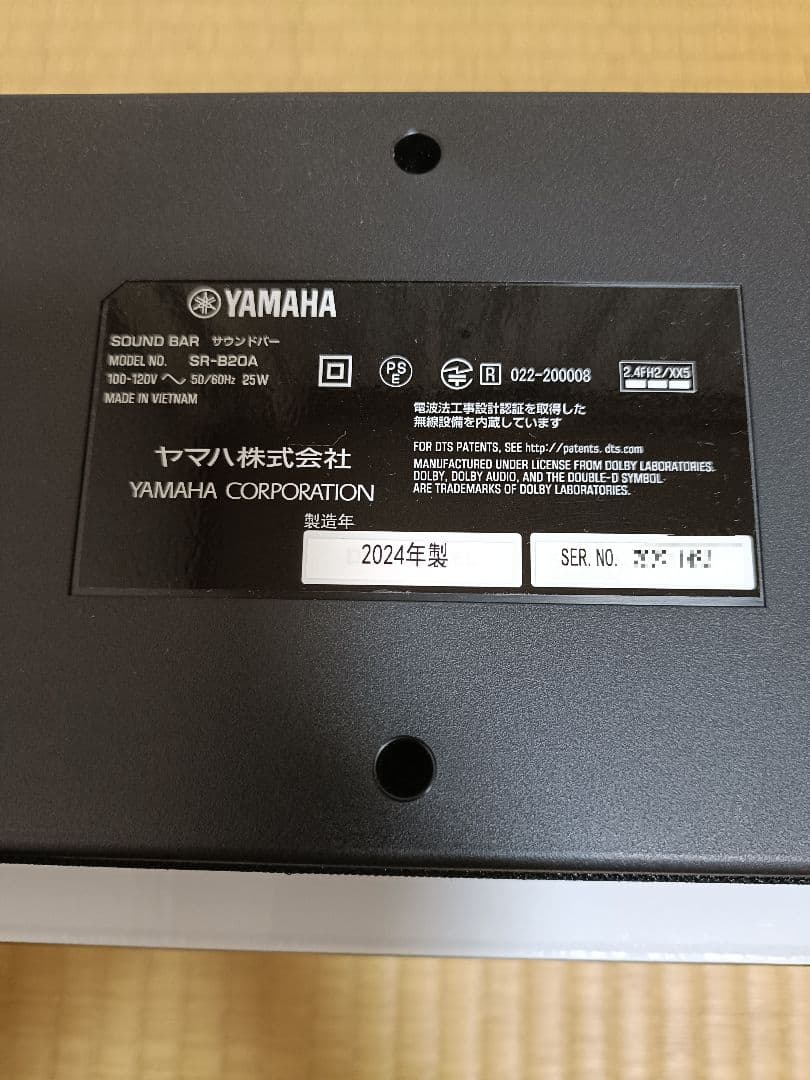 YAMAHA
SOUND BAR サウンドバー
MODEL NO. SR-B20A
100-120V 〜 50/60Hz 25W
MADE IN VIETNAM
PS
E
R 022-200008
2.4FH2/XX5
電波法工事設計認証を取得した
無線設備を内蔵しています
FOR DTS PATENTS, SEE http://patents.dts.com
MANUFACTURED UNDER LICENSE FROM DOLBY LABORATORIES.
DOLBY, DOLBY AUDIO, AND THE DOUBLE-D SYMBOL
ARE TRADEMARKS OF DOLBY LABORATORIES.
ヤマハ株式会社
YAMAHA CORPORATION
製造年
2024年製
SER. NO.